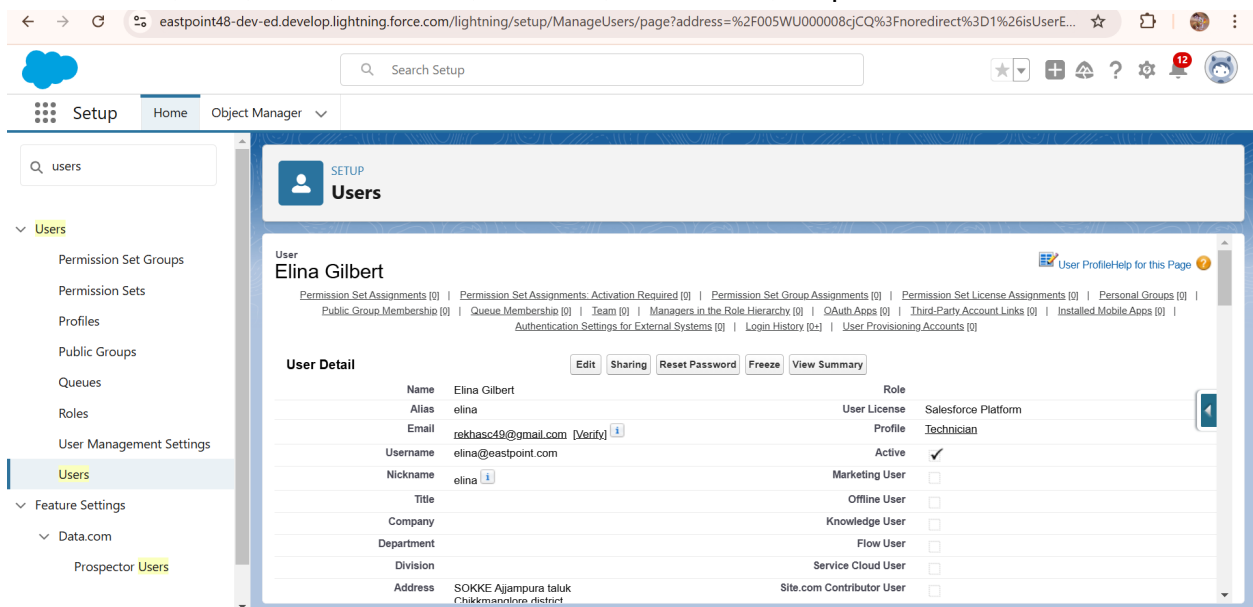 eastpoint48-dev-ed.develop.lightning.force.com/lightning/setup/ManageUsers/page?address=%2F005WU000008cjCQ%3Fnoredirect%3D1%26isUserE...
Search Setup
12
Setup
Home
Object Manager
users
Users
Permission Set Groups
Permission Sets
Profiles
Public Groups
Queues
Roles
User Management Settings
Users
Feature Settings
Data.com
Prospector Users
SETUP
Users
User
Elina Gilbert
User Profile Help for this Page
Permission Set Assignments [0] | Permission Set Assignments: Activation Required [0] | Permission Set Group Assignments [0] | Permission Set License Assignments [0] | Personal Groups [0] |
Public Group Membership [0] | Queue Membership [0] | Team [0] | Managers in the Role Hierarchy [0] | OAuth Apps [0] | Third-Party Account Links [0] | Installed Mobile Apps [0] |
Authentication Settings for External Systems [0] | Login History [0+] | User Provisioning Accounts [0]
User Detail Edit Sharing Reset Password Freeze View Summary
Name Elina Gilbert Role
Alias elina User License Salesforce Platform
Email rekhasc49@gmail.com [Verify] i Profile Technician
Username elina@eastpoint.com Active ✓
Nickname elina i Marketing User
Title Offline User
Company Knowledge User
Department Flow User
Division Service Cloud User
Address SOKKE Ajjampura taluk Site.com Contributor User
Chikkmanglore district